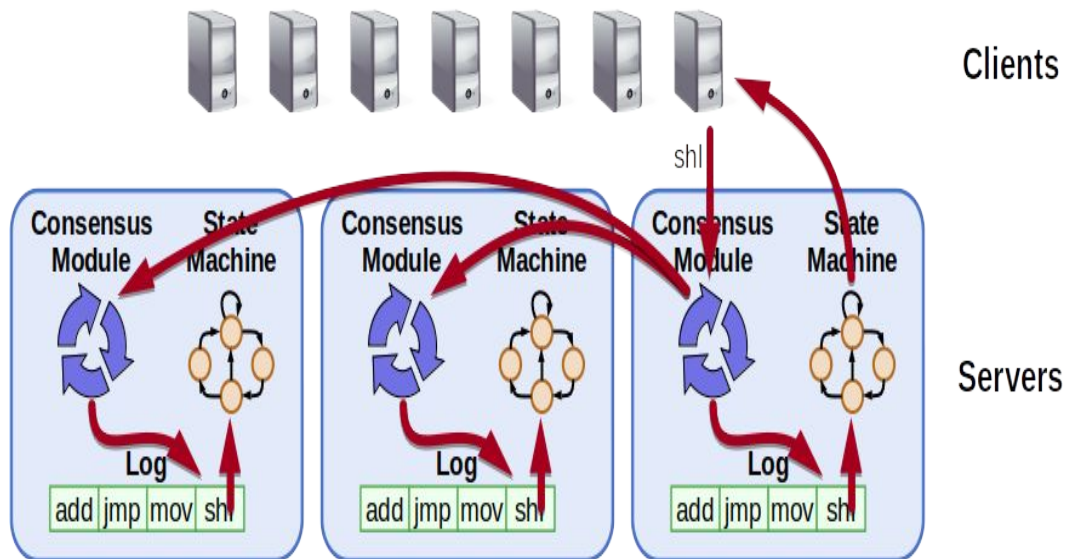 Clients
shl
Consensus Module
State Machine
Consensus Module
State Machine
Consensus Module
State Machine
Servers
Log
add jmp mov shl
Log
add jmp mov shl
Log
add jmp mov shl